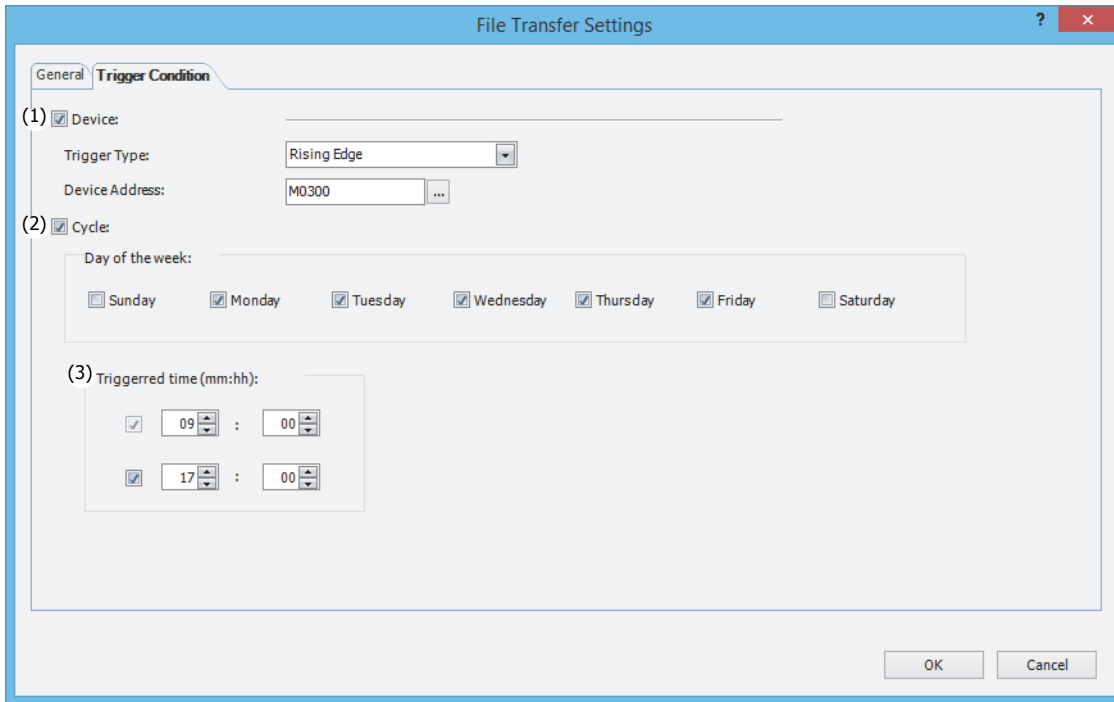 File Transfer Settings ? ×
General Trigger Condition
(1) Device:
Trigger Type: Rising Edge
Device Address: M0300 ...
(2) Cycle:
Day of the week:
Sunday Monday Tuesday Wednesday Thursday Friday Saturday
(3) Triggerred time (mm:hh):
09 : 00
17 : 00
OK Cancel